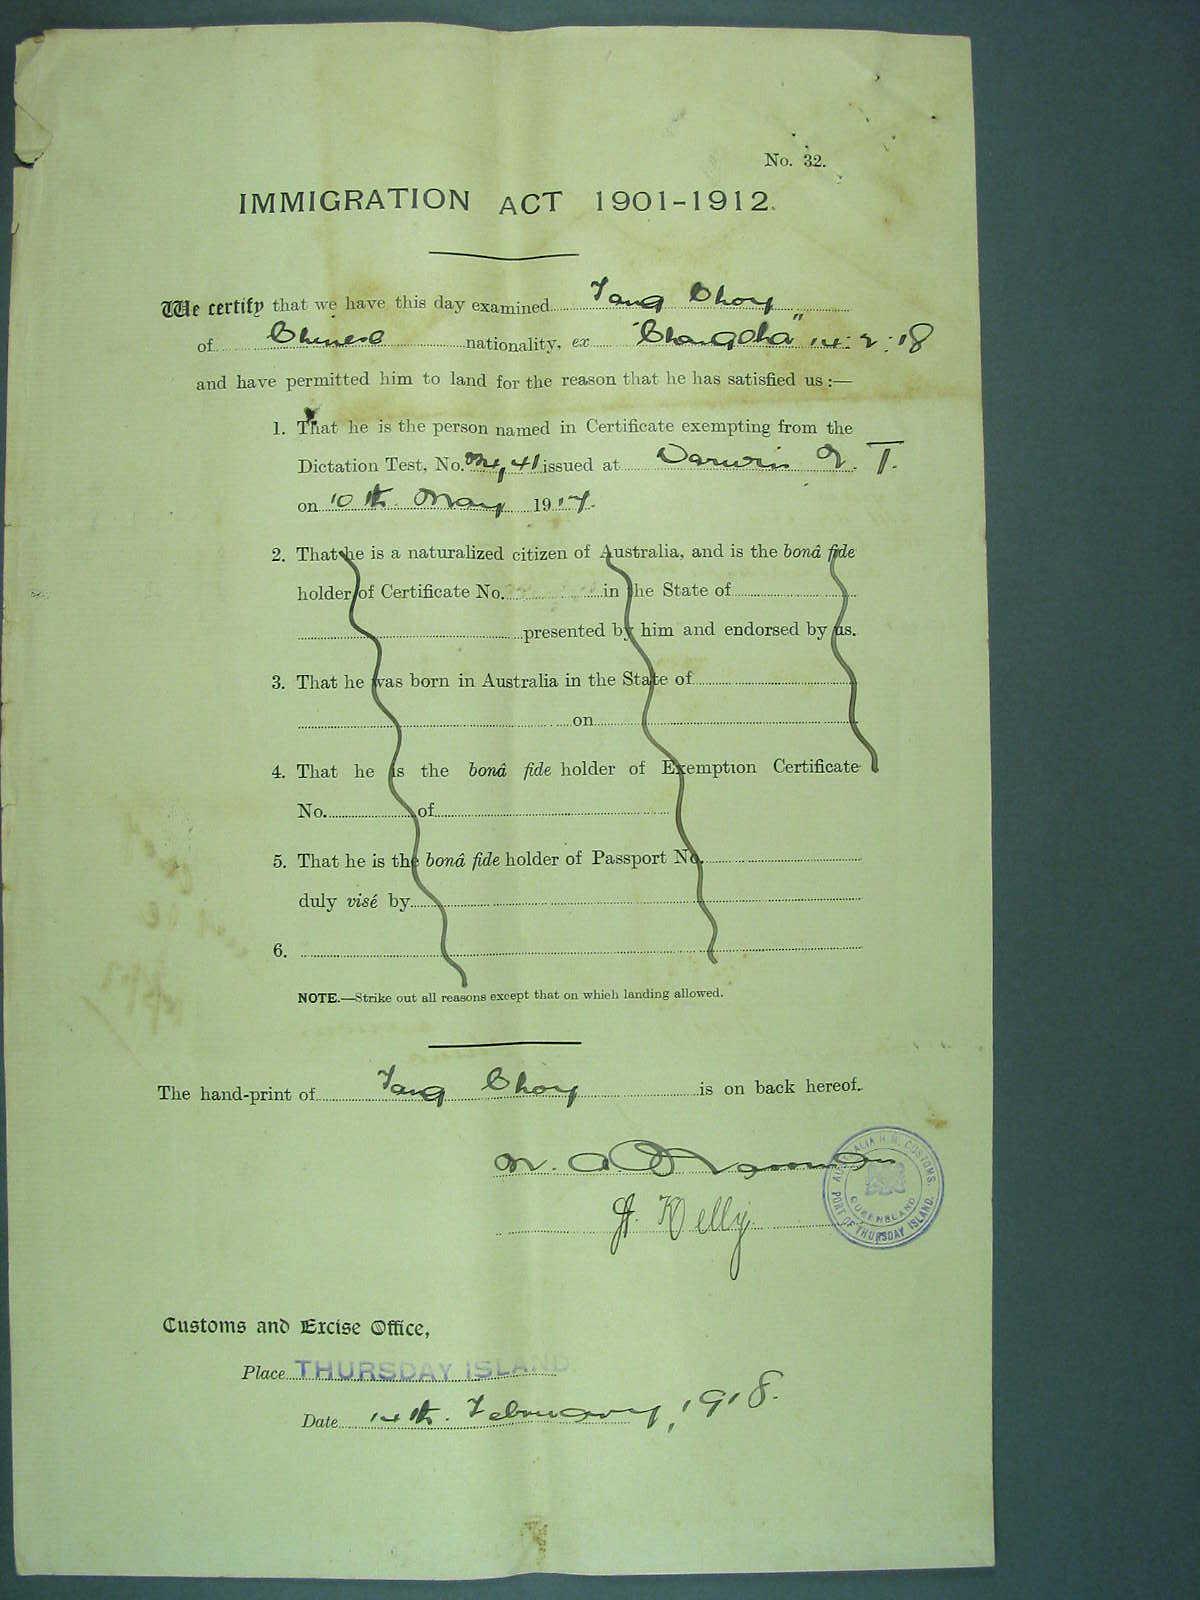 No. 32.
IMMIGRATION ACT 1901-1912.
We certify that we have this day examined Fang Choy
of Chinese nationality, ex "Changsha" 14:2:18
and have permitted him to land for the reason that he has satisfied us :—
1. That he is the person named in Certificate exempting from the
Dictation Test, No. 41 issued at Darwin N. T.
on 10th May 1917.
2. That he is a naturalized citizen of Australia, and is the bonâ fide
holder of Certificate No. in the State of
presented by him and endorsed by us.
3. That he was born in Australia in the State of
on
4. That he is the bonâ fide holder of Exemption Certificate
No. of
5. That he is the bonâ fide holder of Passport No.
duly visé by
6.
NOTE.—Strike out all reasons except that on which landing allowed.
The hand-print of Fang Choy is on back hereof.
Kelly
AUSTRALIA H.M. CUSTOMS.
QUEENSLAND
PORT OF THURSDAY ISLAND.
Customs and Excise Office,
Place THURSDAY ISLAND
Date 14th. February, 1918.